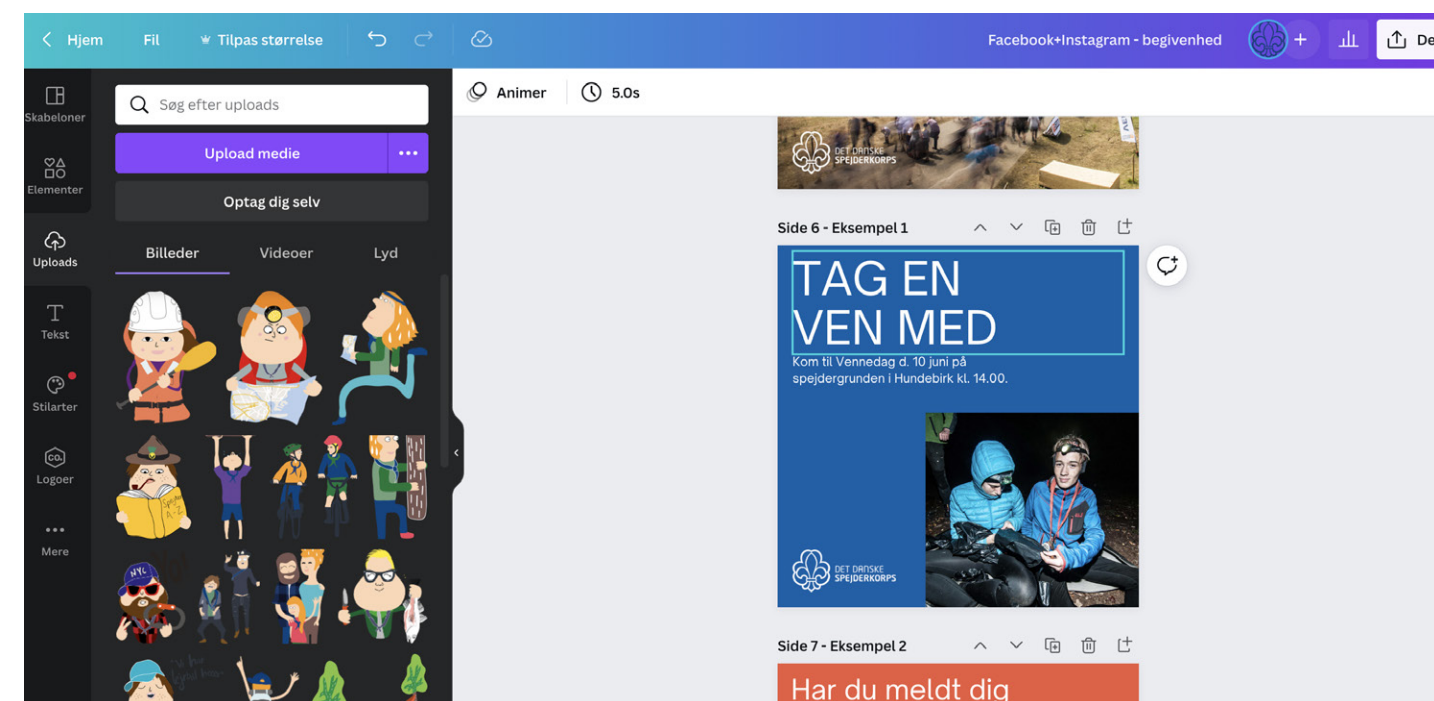 Hjem
Fil
Tilpas størrelse
Facebook+Instagram - begivenhed
+
De
Skabeloner
Elementer
Uploads
Tekst
Stilarter
CO.
Logoer
Mere
Søg efter uploads
Upload medie
Optag dig selv
Billeder
Videoer
Lyd
Spejder
A-Z
NYC
Animer
5.0s
DET DANSKE
SPEJDERKORPS
Side 6 - Eksempel 1
TAG EN
VEN MED
Kom til Vennedag d. 10 juni på
spejdergrunden i Hundebirk kl. 14.00.
DET DANSKE
SPEJDERKORPS
Side 7 - Eksempel 2
Har du meldt dig